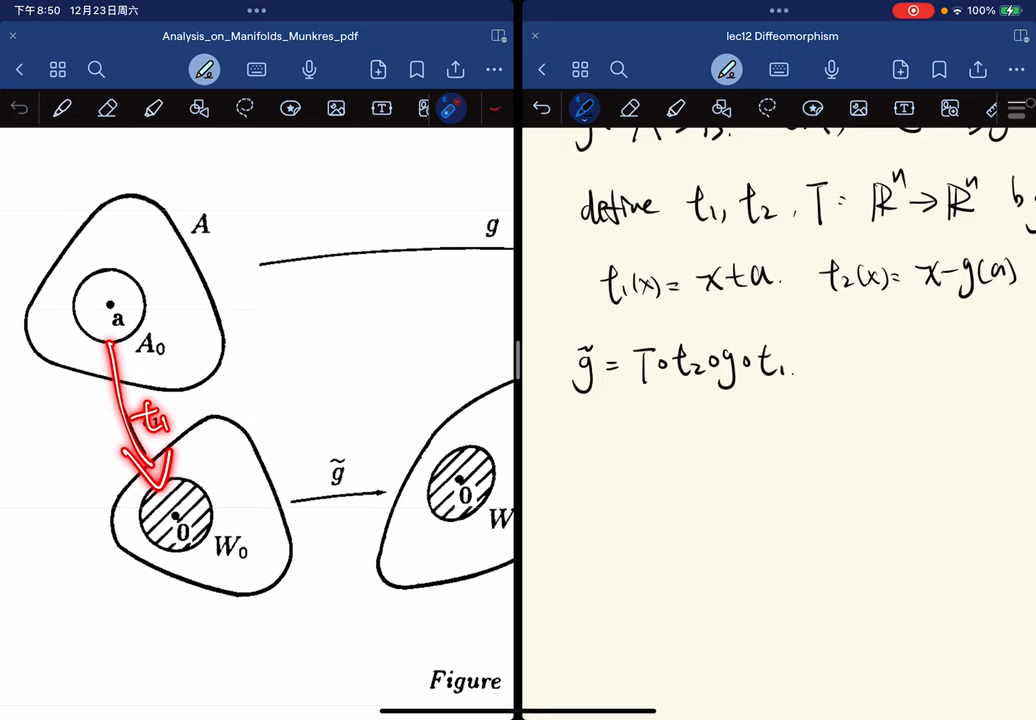 下午8:50 12月23日周六
100%
Analysis_on_Manifolds_Munkres_pdf
lec12 Diffeomorphism
A
g
a
A₀
t₁
g̃
0
W₀
0
W
Figure
define t₁, t₂, T: ℝⁿ → ℝⁿ by
t₁(x) = x+a. t₂(x) = x-g(a)
g̃ = T∘t₂∘g∘t₁.